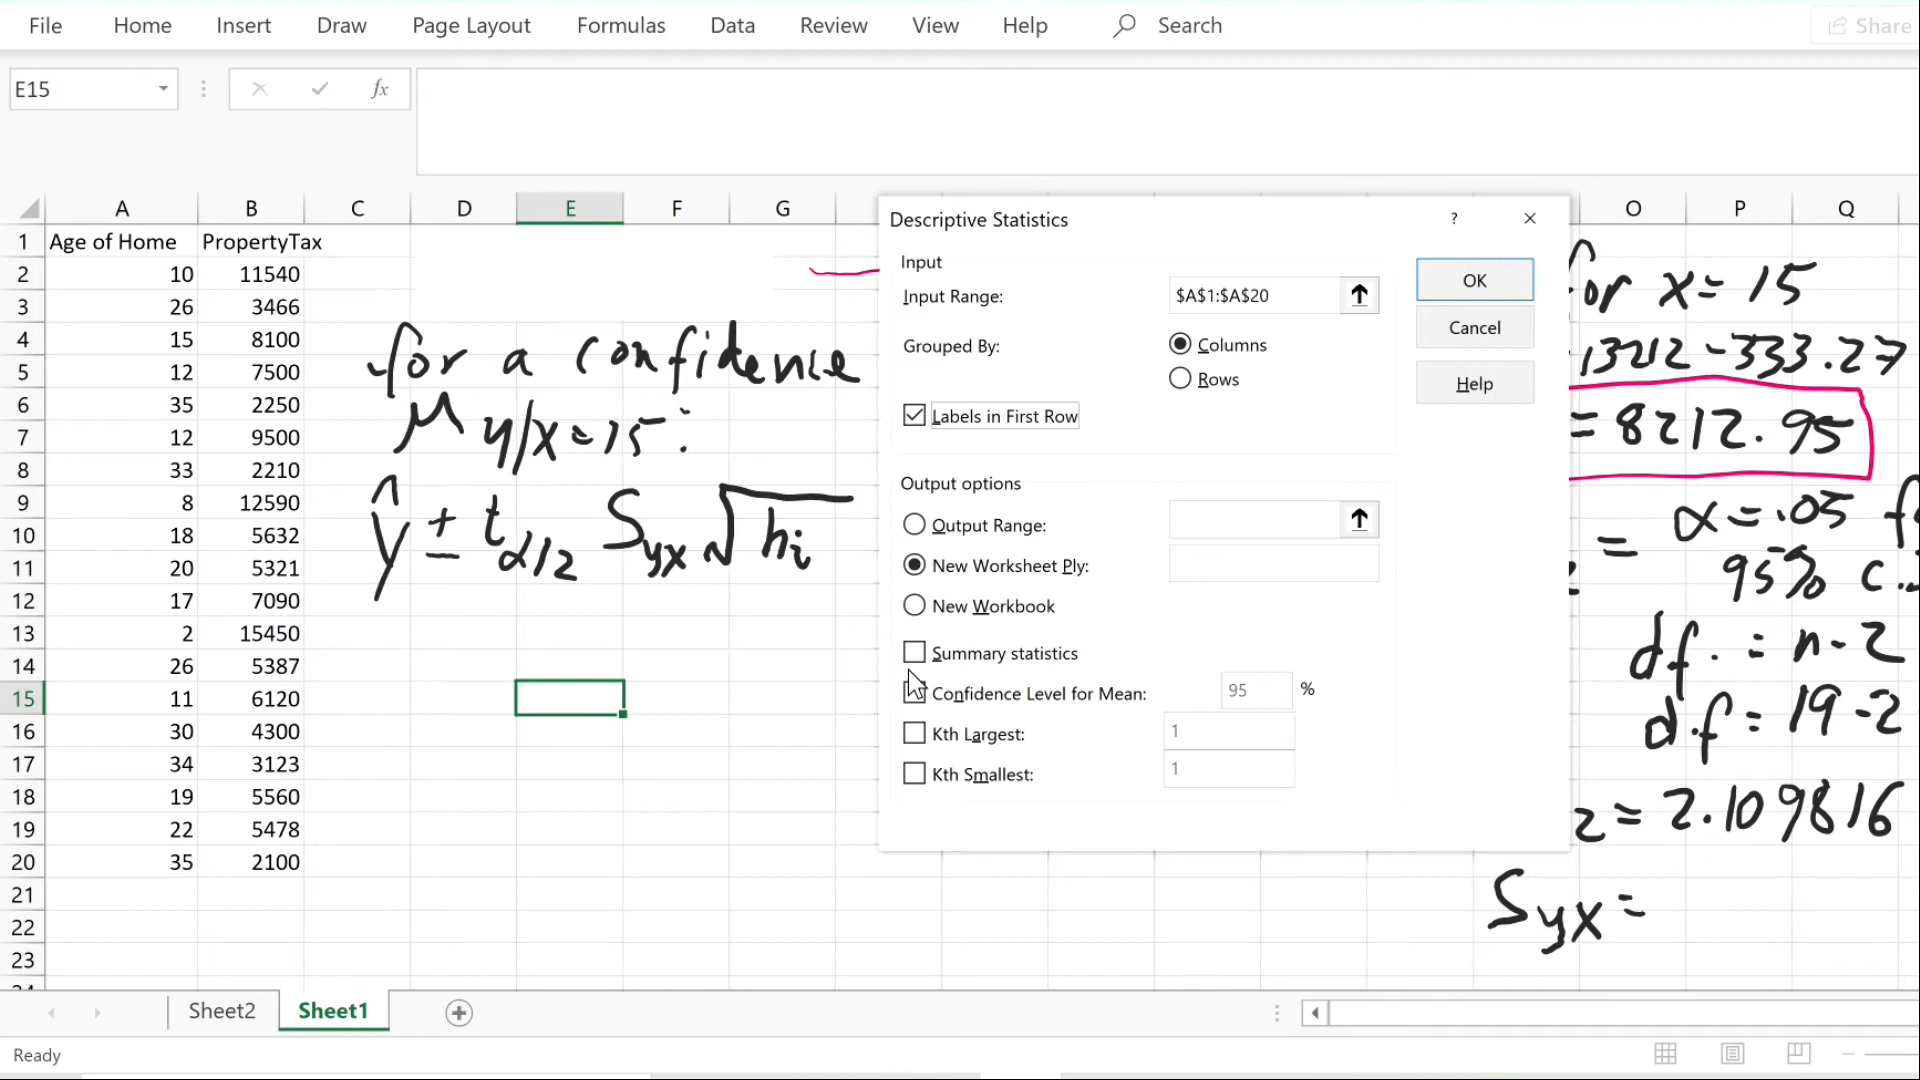 File Home Insert Draw Page Layout Formulas Data Review View Help Search Share
E15 fx
A B C D E F G O P Q
1 Age of Home PropertyTax
2 10 11540
3 26 3466
4 15 8100
5 12 7500
6 35 2250
7 12 9500
8 33 2210
9 8 12590
10 18 5632
11 20 5321
12 17 7090
13 2 15450
14 26 5387
15 11 6120
16 30 4300
17 34 3123
18 19 5560
19 22 5478
20 35 2100
21
22
23
for a confidence
μ y/x=15:
ŷ ± t α/2 Syx √hi
Descriptive Statistics ? ×
Input
Input Range: $A$1:$A$20
Grouped By: Columns
Rows
Labels in First Row
Output options
Output Range:
New Worksheet Ply:
New Workbook
Summary statistics
Confidence Level for Mean: 95 %
Kth Largest: 1
Kth Smallest: 1
OK
Cancel
Help
for x = 15
-333.27
= 8212.95
= α = .05
95% C.
df. = n-2
d.f = 19-2
2 = 2.109816
Syx =
Sheet2 Sheet1
Ready